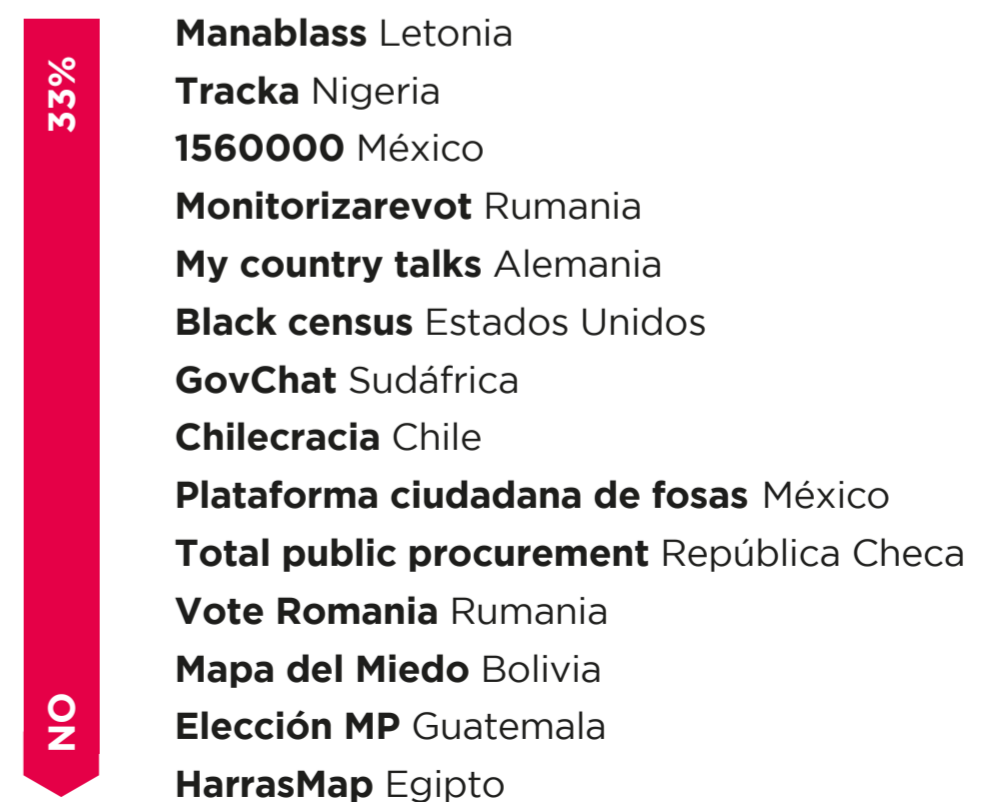 33%
NO
Manablass Letonia
Tracka Nigeria
1560000 México
Monitorizarevot Rumania
My country talks Alemania
Black census Estados Unidos
GovChat Sudáfrica
Chilecracia Chile
Plataforma ciudadana de fosas México
Total public procurement República Checa
Vote Romania Rumania
Mapa del Miedo Bolivia
Elección MP Guatemala
HarrasMap Egipto